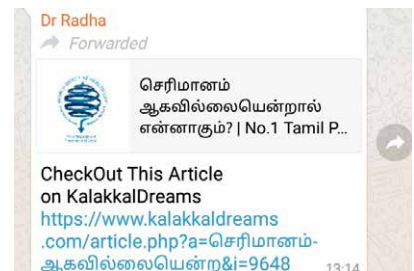 Dr Radha
Forwarded
செரிமானம்
ஆகவில்லையென்றால்
என்னாகும்? | No.1 Tamil P...
CheckOut This Article
on KalakkalDreams
https://www.kalakkaldreams
.com/article.php?a=செரிமானம்-
ஆகவில்லையென்ற&i=9648
13:14